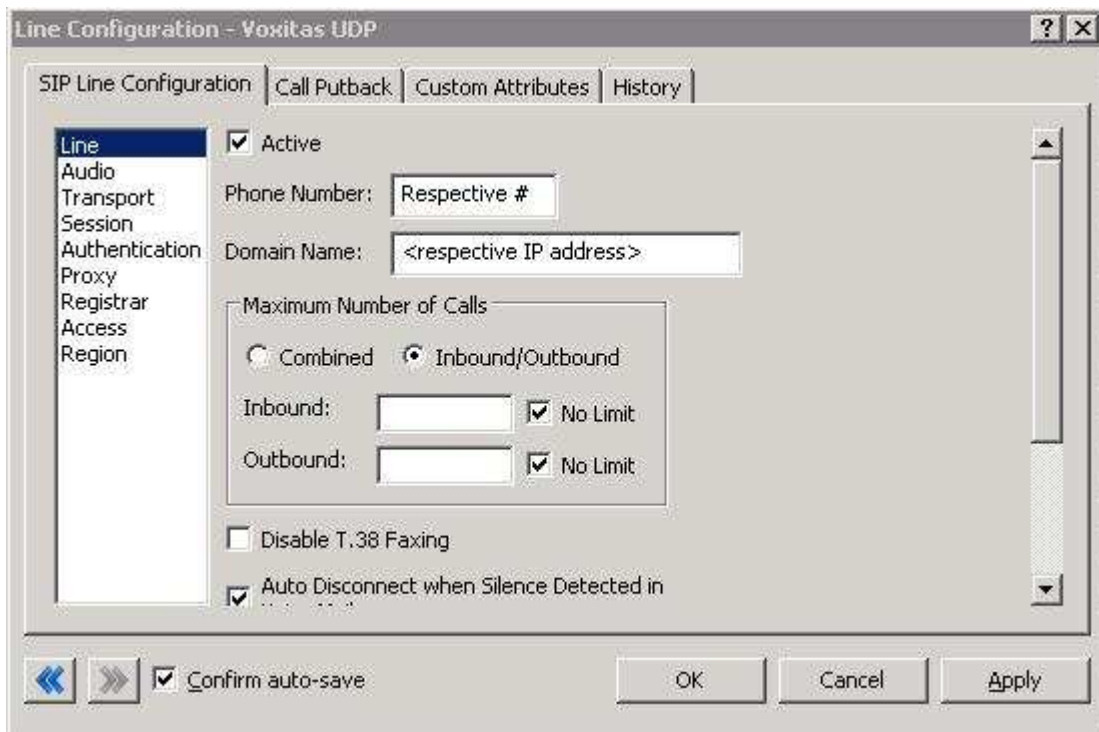 Line Configuration - Voxitas UDP
SIP Line Configuration
Call Putback
Custom Attributes
History
Line
Audio
Transport
Session
Authentication
Proxy
Registrar
Access
Region
Active
Phone Number: Respective #
Domain Name: <respective IP address>
Maximum Number of Calls
Combined
Inbound/Outbound
Inbound:
No Limit
Outbound:
No Limit
Disable T.38 Faxing
Auto Disconnect when Silence Detected in
Confirm auto-save
OK
Cancel
Apply